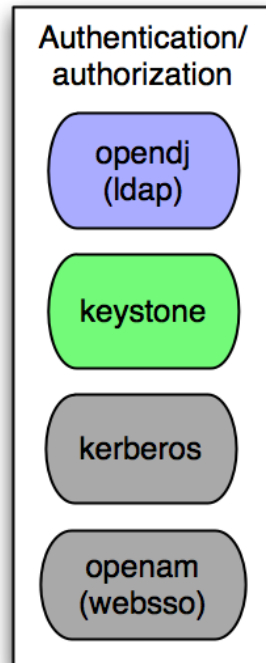 Authentication/
authorization
opendj
(ldap)
keystone
kerberos
openam
(websso)